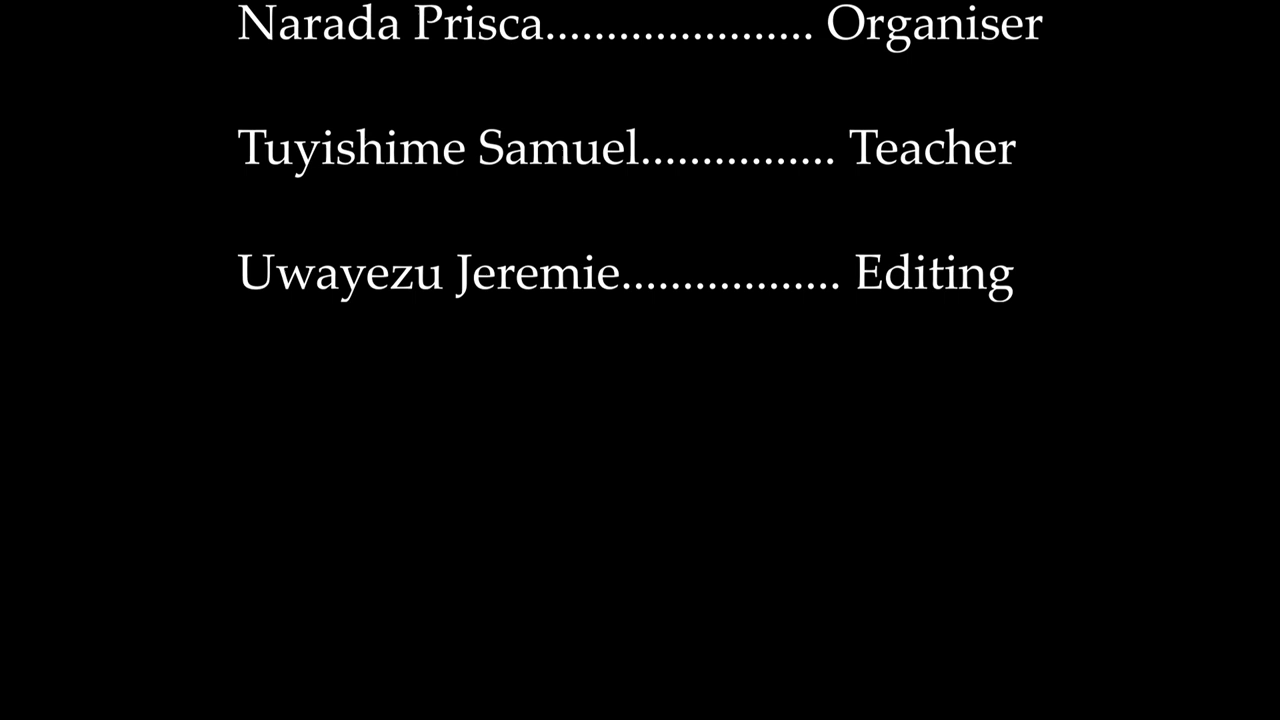 Narada Prisca...................... Organiser
Tuyishime Samuel................ Teacher
Uwayezu Jeremie.................. Editing